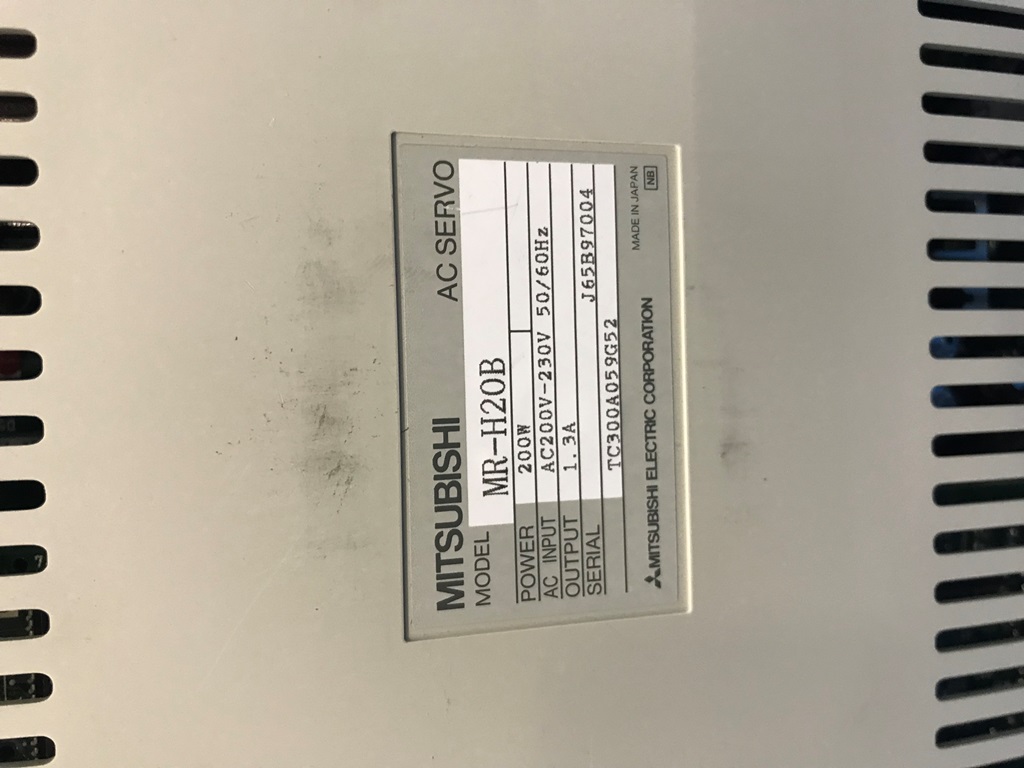 MITSUBISHI AC SERVO
MODEL MR-H20B
POWER 200W
AC INPUT AC200V-230V 50/60Hz
OUTPUT 1.3A
SERIAL J65B97004
TC300A059G52
MITSUBISHI ELECTRIC CORPORATION MADE IN JAPAN
NB